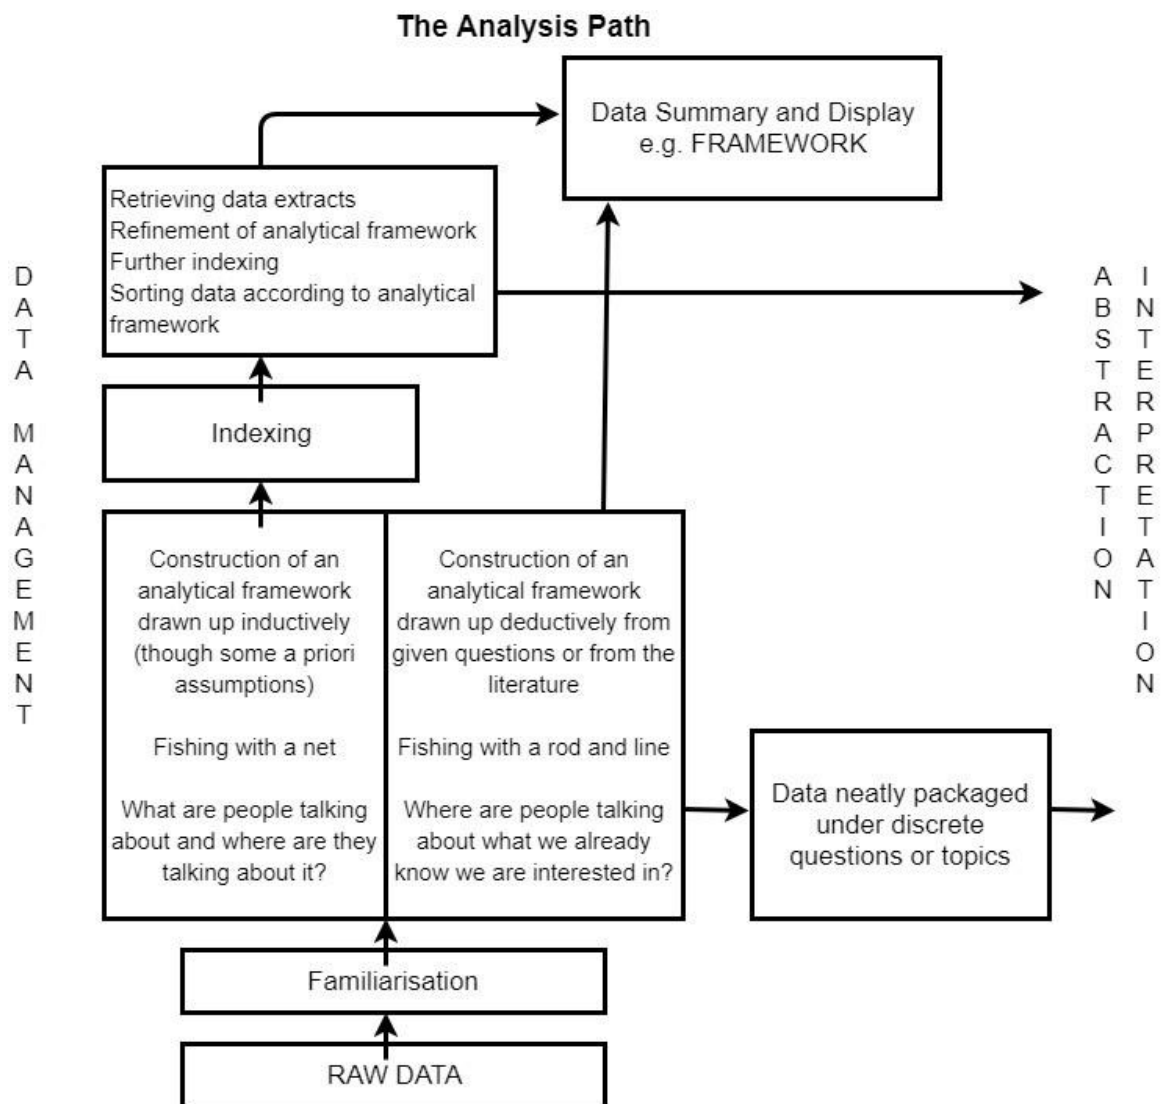 The Analysis Path
Data Summary and Display
e.g. FRAMEWORK
Retrieving data extracts
Refinement of analytical framework
Further indexing
Sorting data according to analytical
framework
DATA MANAGEMENT
ABSTRACTION
INTERPRETATION
Indexing
Construction of an
analytical framework
drawn up inductively
(though some a priori
assumptions)
Fishing with a net
What are people talking
about and where are they
talking about it?
Construction of an
analytical framework
drawn up deductively from
given questions or from the
literature
Fishing with a rod and line
Where are people talking
about what we already
know we are interested in?
Data neatly packaged
under discrete
questions or topics
Familiarisation
RAW DATA